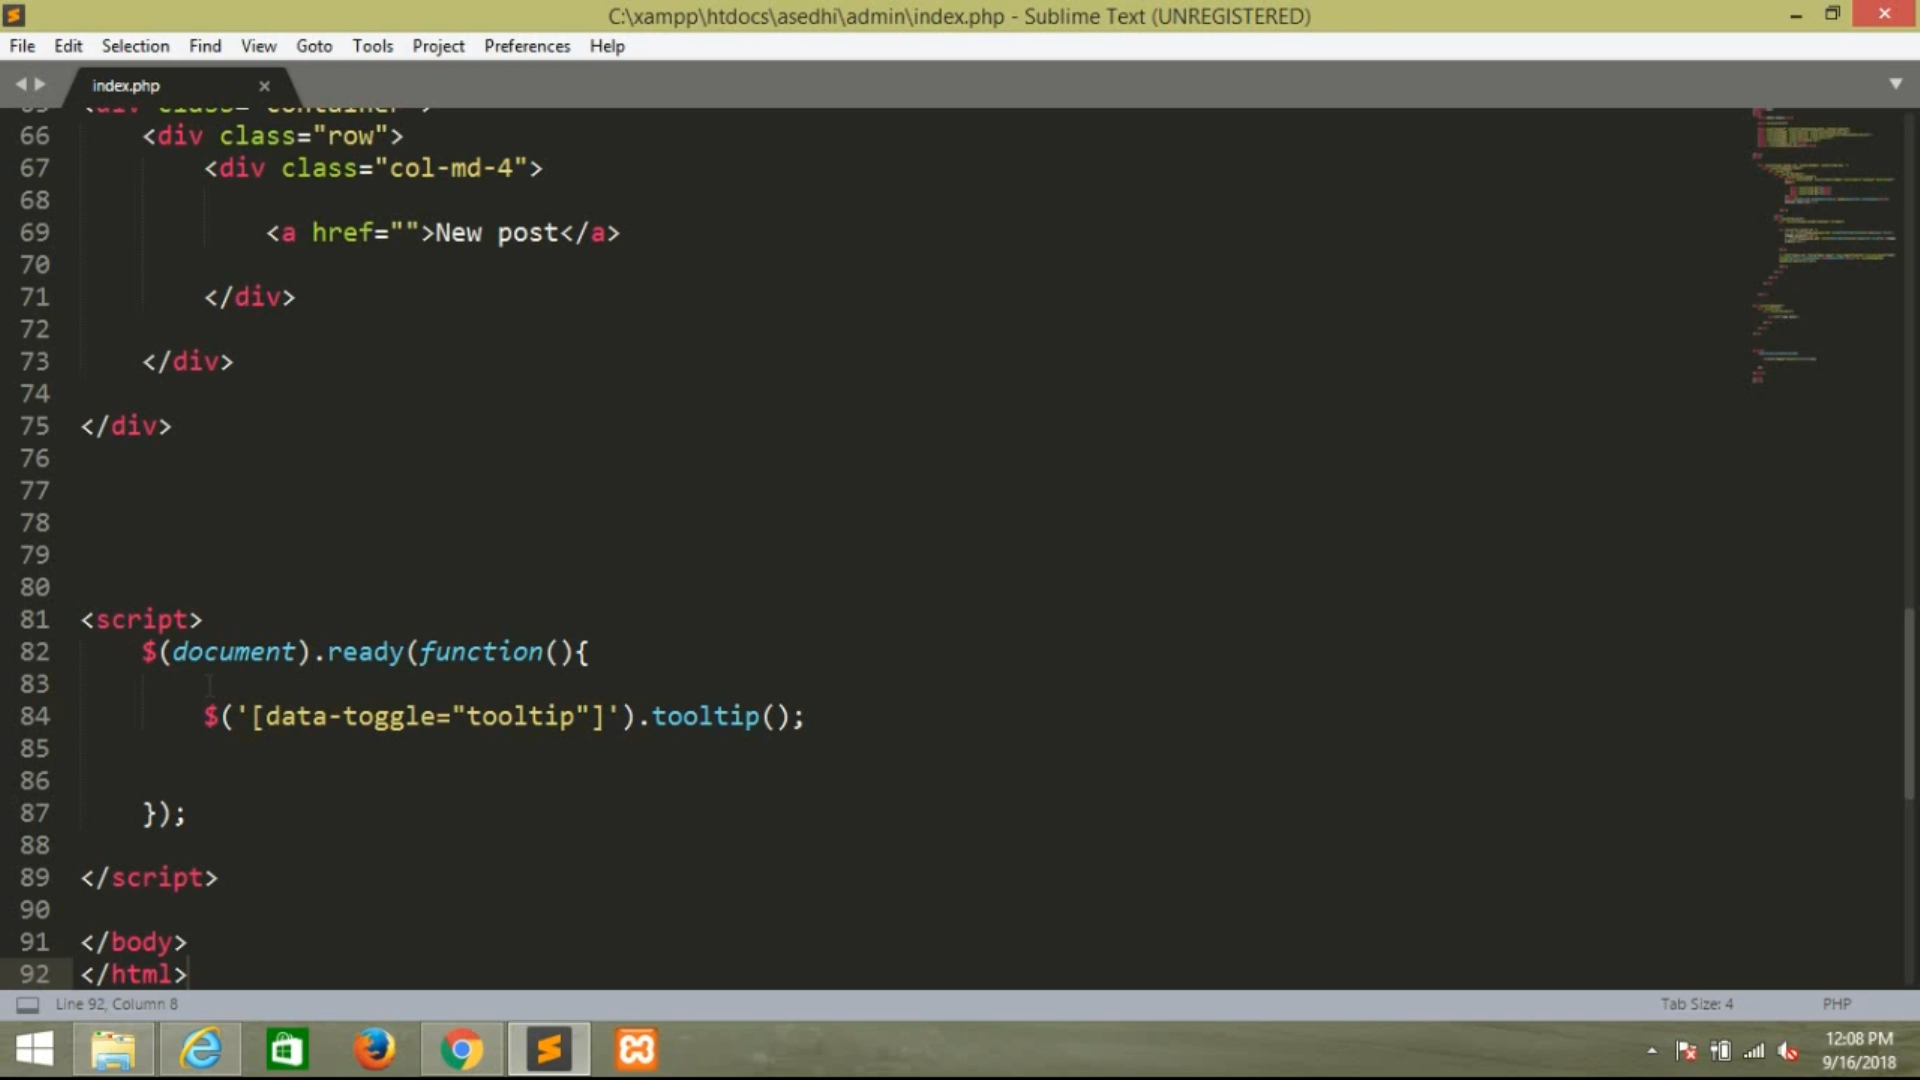 C:\xampp\htdocs\asedhi\admin\index.php - Sublime Text (UNREGISTERED)
File Edit Selection Find View Goto Tools Project Preferences Help
index.php
65 <div class="container">
66 <div class="row">
67 <div class="col-md-4">
68
69 <a href="">New post</a>
70
71 </div>
72
73 </div>
74
75 </div>
76
77
78
79
80
81 <script>
82 $(document).ready(function(){
83
84 $('[data-toggle="tooltip"]').tooltip();
85
86
87 });
88
89 </script>
90
91 </body>
92 </html>
Line 92, Column 8 Tab Size: 4 PHP
12:08 PM
9/16/2018